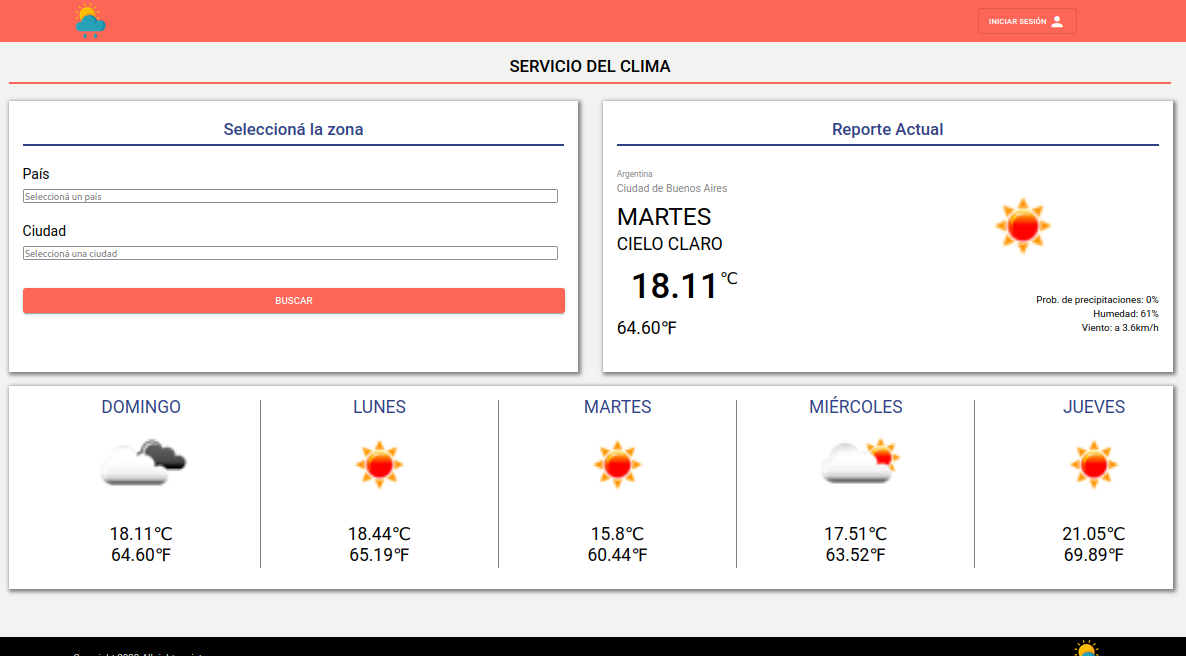 INICIAR SESIÓN
SERVICIO DEL CLIMA
Seleccioná la zona
País
Seleccioná un país
Ciudad
Seleccioná una ciudad
BUSCAR
Reporte Actual
Argentina
Ciudad de Buenos Aires
MARTES
CIELO CLARO
18.11°C
64.60°F
Prob. de precipitaciones: 0%
Humedad: 61%
Viento: a 3.6km/h
DOMINGO
18.11°C
64.60°F
LUNES
18.44°C
65.19°F
MARTES
15.8°C
60.44°F
MIÉRCOLES
17.51°C
63.52°F
JUEVES
21.05°C
69.89°F